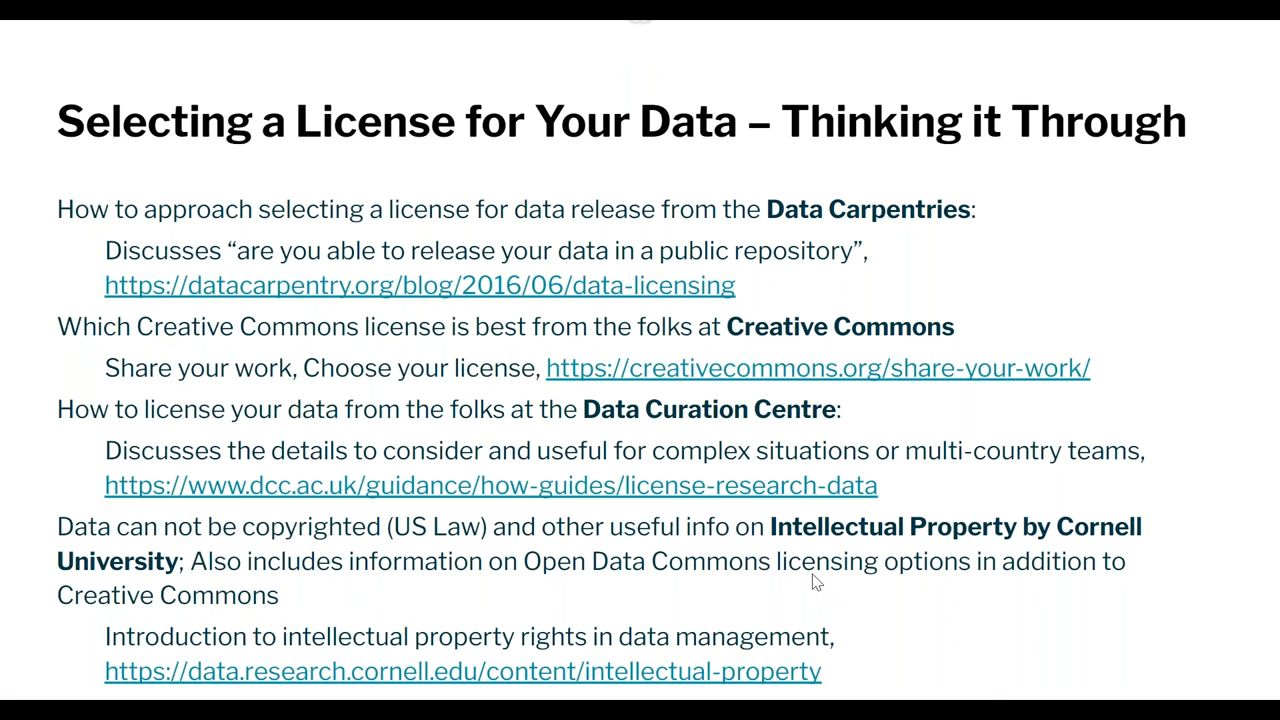 Selecting a License for Your Data – Thinking it Through
How to approach selecting a license for data release from the Data Carpentries:
Discusses “are you able to release your data in a public repository”,
https://datacarpentry.org/blog/2016/06/data-licensing
Which Creative Commons license is best from the folks at Creative Commons
Share your work, Choose your license, https://creativecommons.org/share-your-work/
How to license your data from the folks at the Data Curation Centre:
Discusses the details to consider and useful for complex situations or multi-country teams,
https://www.dcc.ac.uk/guidance/how-guides/license-research-data
Data can not be copyrighted (US Law) and other useful info on Intellectual Property by Cornell
University; Also includes information on Open Data Commons licensing options in addition to
Creative Commons
Introduction to intellectual property rights in data management,
https://data.research.cornell.edu/content/intellectual-property